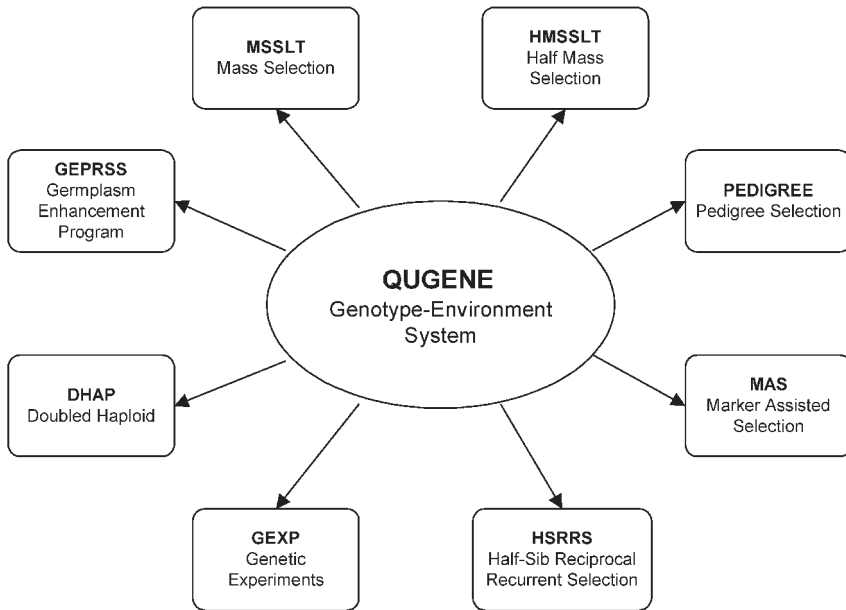 MSSLT
Mass Selection
HMSSLT
Half Mass
Selection
GEPRSS
Germplasm
Enhancement
Program
PEDIGREE
Pedigree Selection
QUGENE
Genotype-Environment
System
DHAP
Doubled Haploid
MAS
Marker Assisted
Selection
GEXP
Genetic
Experiments
HSRRS
Half-Sib Reciprocal
Recurrent Selection